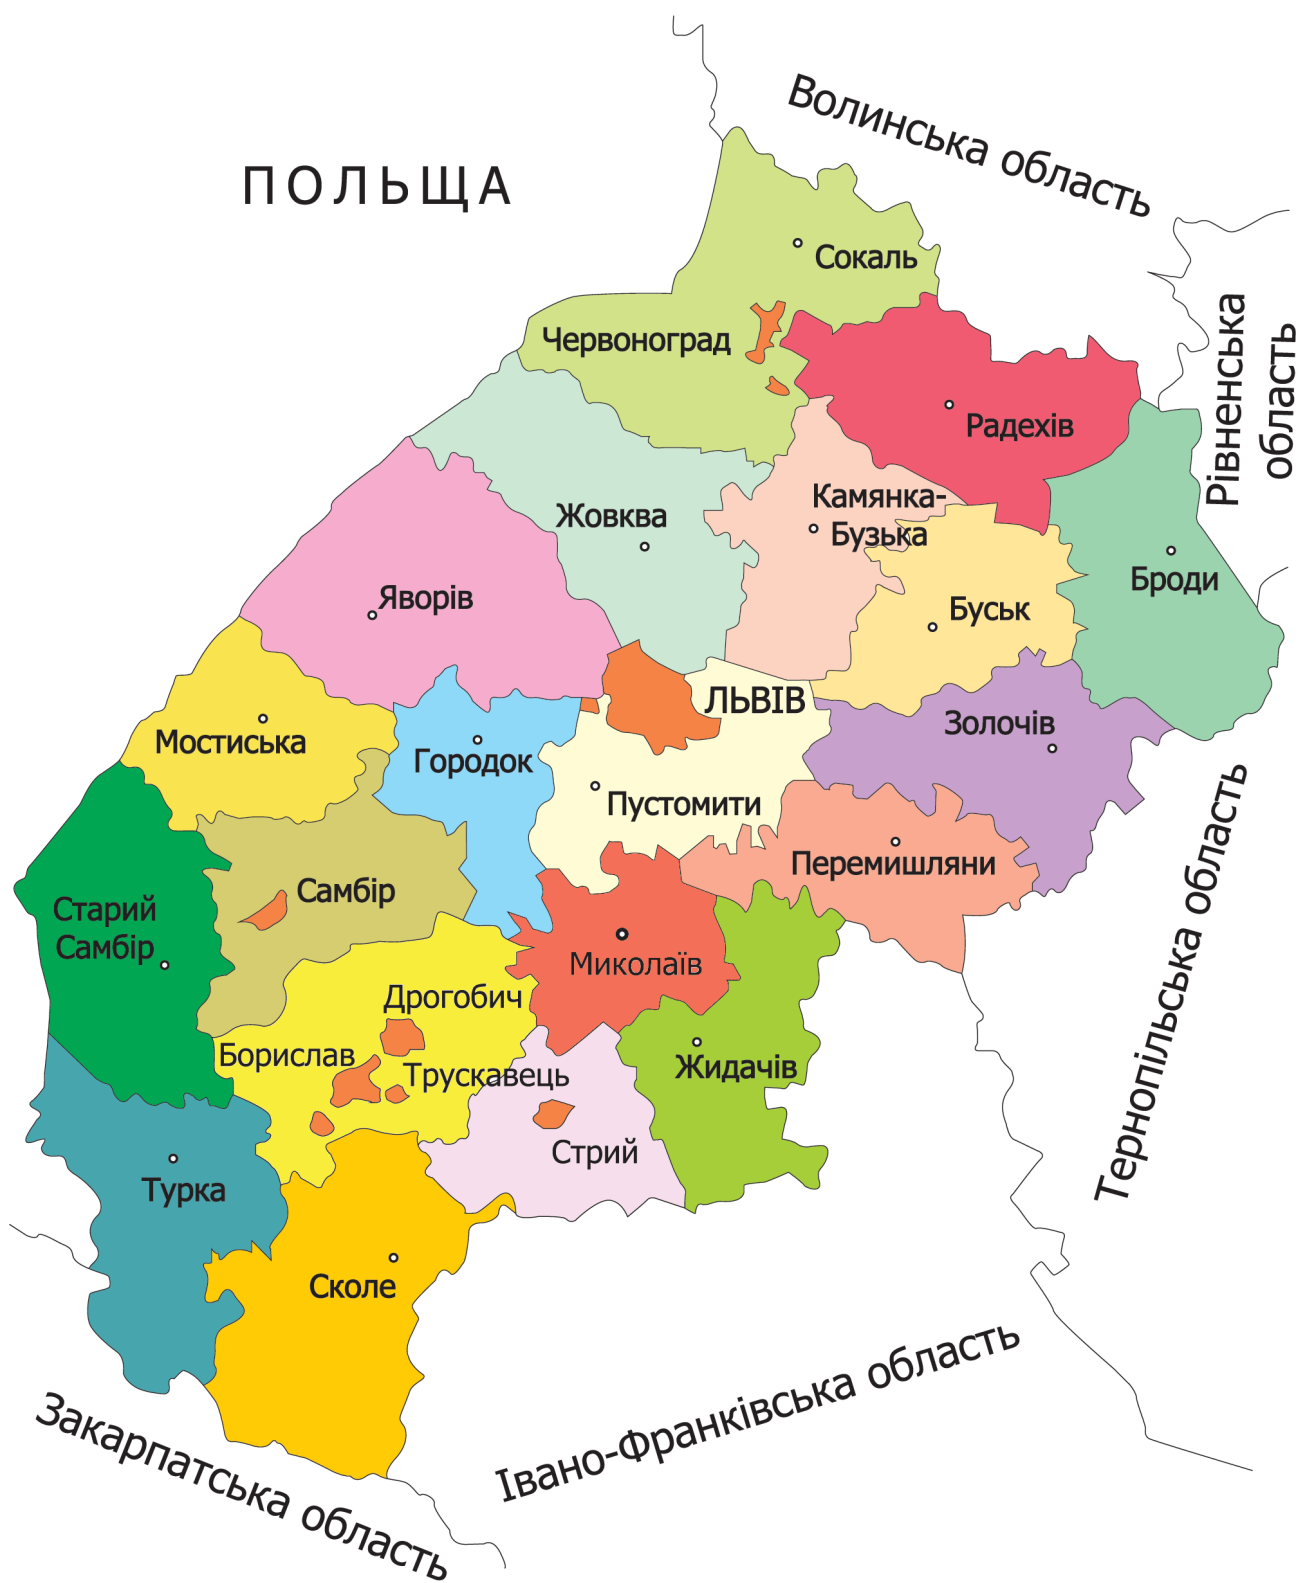 Волинська область
ПОЛЬЩА
Сокаль
Рівненська
область
Червоноград
Радехів
Камянка-
Бузька
Жовква
Броди
Яворів
Буськ
ЛЬВІВ
Золочів
Мостиська
Городок
Пустомити
Перемишляни
Тернопільська область
Самбір
Старий
Самбір
Миколаїв
Дрогобич
Борислав
Трускавець
Жидачів
Стрий
Турка
Сколе
Івано-Франківська область
Закарпатська область